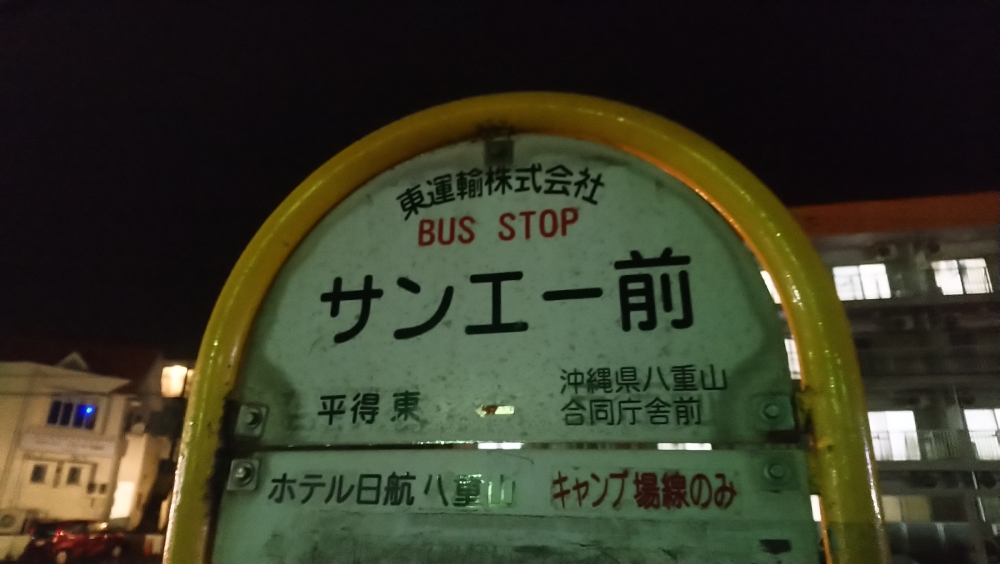 東運輸株式会社
BUS STOP
サンエー前
平得東
沖縄県八重山
合同庁舎前
ホテル日航八重山
キャンプ場線のみ